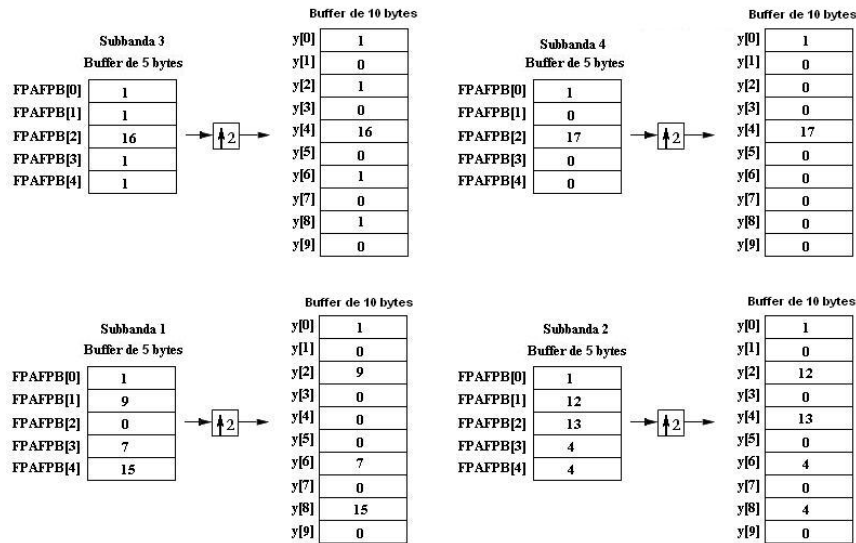 Subbanda 3
Buffer de 5 bytes
FPAFPB[0] 1
FPAFPB[1] 1
FPAFPB[2] 16
FPAFPB[3] 1
FPAFPB[4] 1
2
Buffer de 10 bytes
y[0] 1
y[1] 0
y[2] 1
y[3] 0
y[4] 16
y[5] 0
y[6] 1
y[7] 0
y[8] 1
y[9] 0
Subbanda 4
Buffer de 5 bytes
FPAFPB[0] 1
FPAFPB[1] 0
FPAFPB[2] 17
FPAFPB[3] 0
FPAFPB[4] 0
2
Buffer de 10 bytes
y[0] 1
y[1] 0
y[2] 0
y[3] 0
y[4] 17
y[5] 0
y[6] 0
y[7] 0
y[8] 0
y[9] 0
Subbanda 1
Buffer de 5 bytes
FPAFPB[0] 1
FPAFPB[1] 9
FPAFPB[2] 0
FPAFPB[3] 7
FPAFPB[4] 15
2
Buffer de 10 bytes
y[0] 1
y[1] 0
y[2] 9
y[3] 0
y[4] 0
y[5] 0
y[6] 7
y[7] 0
y[8] 15
y[9] 0
Subbanda 2
Buffer de 5 bytes
FPAFPB[0] 1
FPAFPB[1] 12
FPAFPB[2] 13
FPAFPB[3] 4
FPAFPB[4] 4
2
Buffer de 10 bytes
y[0] 1
y[1] 0
y[2] 12
y[3] 0
y[4] 13
y[5] 0
y[6] 4
y[7] 0
y[8] 4
y[9] 0